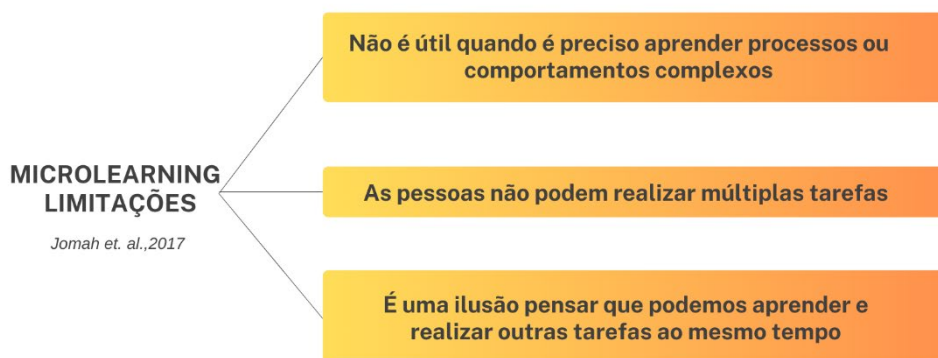 MICROLEARNING
LIMITAÇÕES
Jomah et. al.,2017
Não é útil quando é preciso aprender processos ou
comportamentos complexos
As pessoas não podem realizar múltiplas tarefas
É uma ilusão pensar que podemos aprender e
realizar outras tarefas ao mesmo tempo